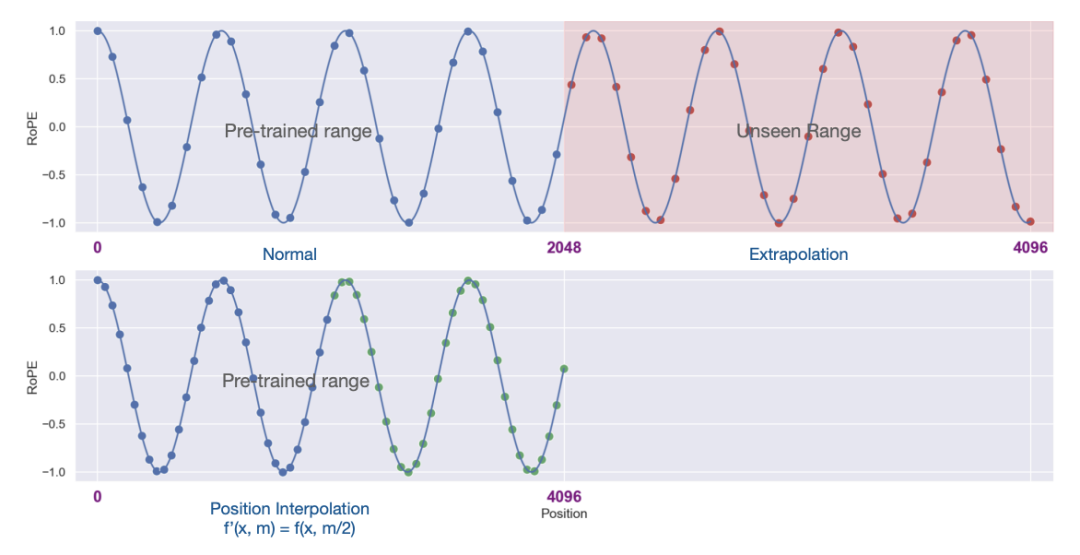 1.0
0.5
0.0
−0.5
−1.0
RoPE
Pre-trained range
Unseen Range
0
2048
4096
Normal
Extrapolation
1.0
0.5
0.0
−0.5
−1.0
RoPE
Pre-trained range
0
4096
Position
Position Interpolation
f'(x, m) = f(x, m/2)